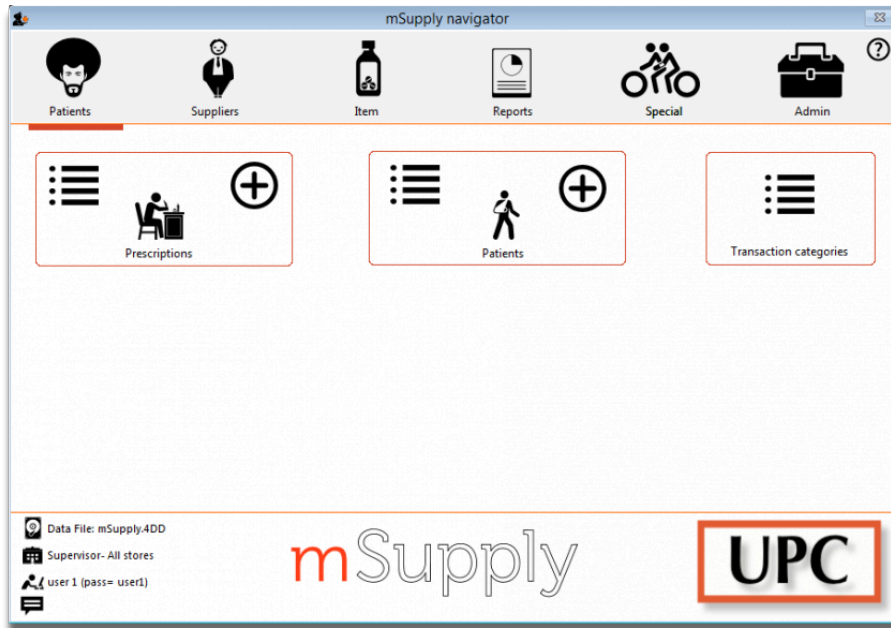 mSupply navigator
Patients Suppliers Item Reports Special Admin
?
Prescriptions Patients Transaction categories
Data File: mSupply.4DD
Supervisor- All stores
user 1 (pass= user1)
mSupply
UPC